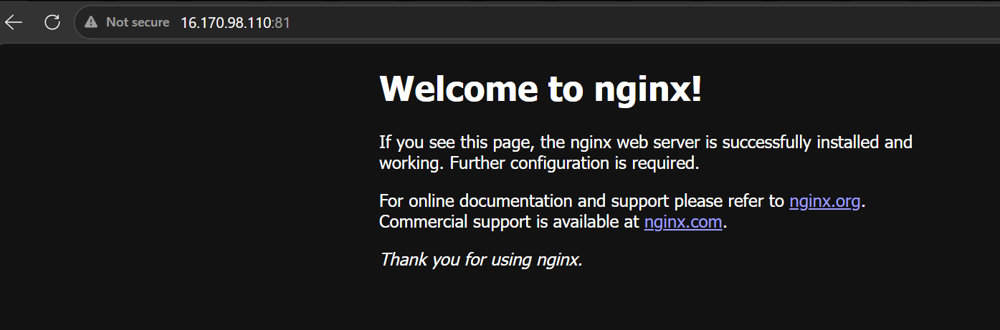 Not secure 16.170.98.110:81
Welcome to nginx!
If you see this page, the nginx web server is successfully installed and
working. Further configuration is required.
For online documentation and support please refer to nginx.org.
Commercial support is available at nginx.com.
Thank you for using nginx.